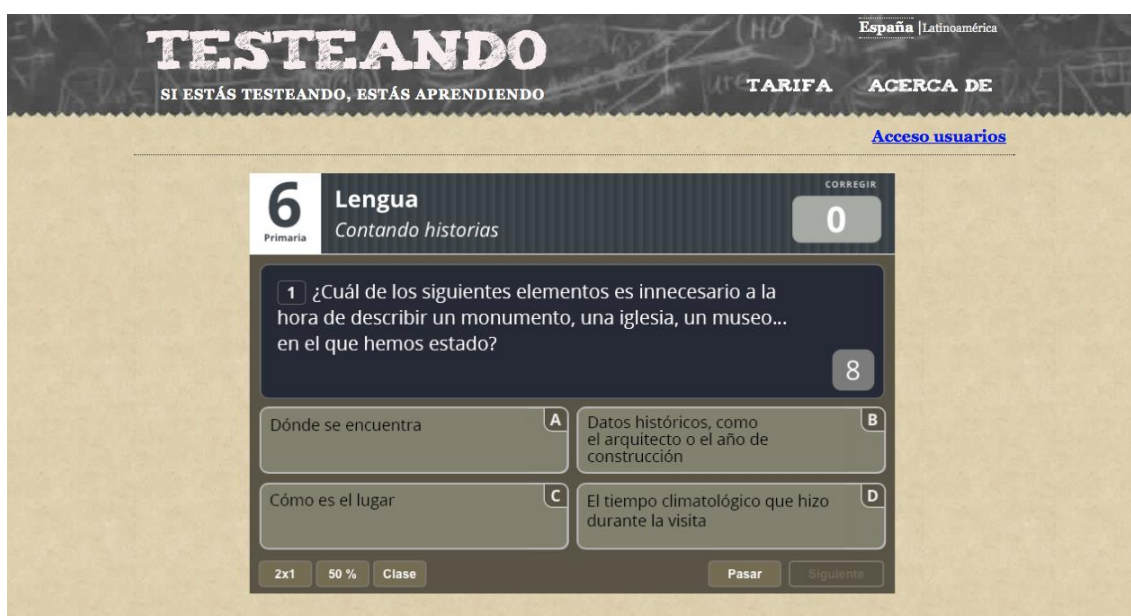 España | Latinoamérica
TESTEANDO
SI ESTÁS TESTEANDO, ESTÁS APRENDIENDO
TARIFA ACERCA DE
Acceso usuarios
6
Primaria
Lengua
Contando historias
CORREGIR
0
1 ¿Cuál de los siguientes elementos es innecesario a la
hora de describir un monumento, una iglesia, un museo...
en el que hemos estado?
8
Dónde se encuentra A
Datos históricos, como B
el arquitecto o el año de
construcción
Cómo es el lugar C
El tiempo climatológico que hizo D
durante la visita
2x1 50 % Clase Pasar Siguiente